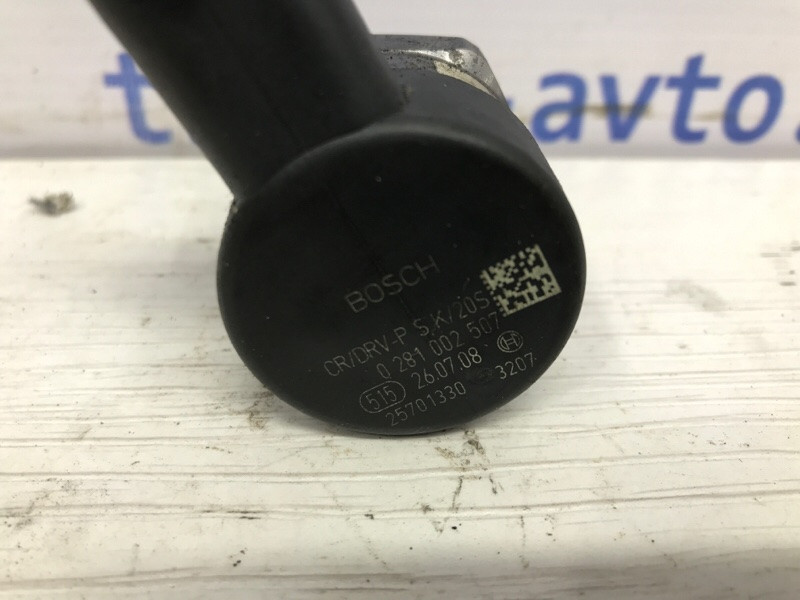 BOSCH
CR/DRV-P S,K/20S
0 281 002 507
515 26.07.08
25701330 3207
avto.